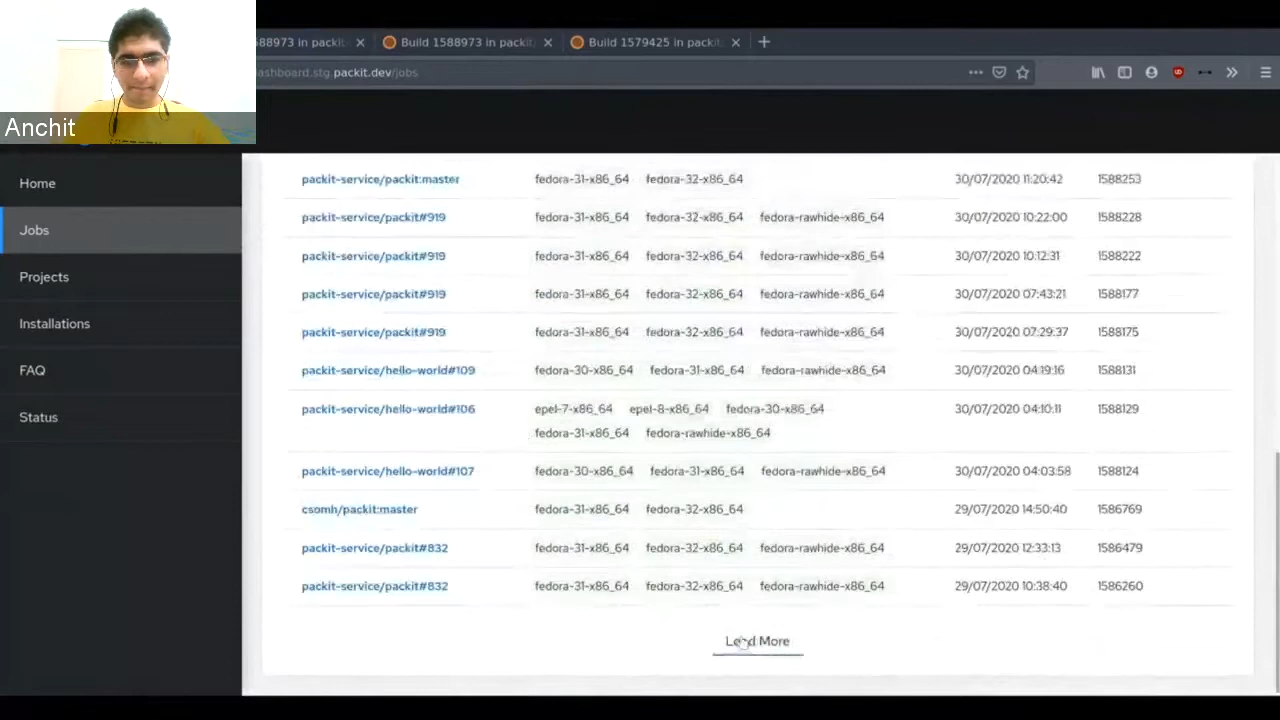 88973 in packit
Build 1588973 in packit
Build 1579425 in packit
ashboard.stg.packit.dev/jobs
Anchit
Home
Jobs
Projects
Installations
FAQ
Status
packit-service/packit:master fedora-31-x86_64 fedora-32-x86_64 30/07/2020 11:20:42 1588253
packit-service/packit#919 fedora-31-x86_64 fedora-32-x86_64 fedora-rawhide-x86_64 30/07/2020 10:22:00 1588228
packit-service/packit#919 fedora-31-x86_64 fedora-32-x86_64 fedora-rawhide-x86_64 30/07/2020 10:12:31 1588222
packit-service/packit#919 fedora-31-x86_64 fedora-32-x86_64 fedora-rawhide-x86_64 30/07/2020 07:43:21 1588177
packit-service/packit#919 fedora-31-x86_64 fedora-32-x86_64 fedora-rawhide-x86_64 30/07/2020 07:29:37 1588175
packit-service/hello-world#109 fedora-30-x86_64 fedora-31-x86_64 fedora-rawhide-x86_64 30/07/2020 04:19:16 1588131
packit-service/hello-world#106 epel-7-x86_64 epel-8-x86_64 fedora-30-x86_64 30/07/2020 04:10:11 1588129
fedora-31-x86_64 fedora-rawhide-x86_64
packit-service/hello-world#107 fedora-30-x86_64 fedora-31-x86_64 fedora-rawhide-x86_64 30/07/2020 04:03:58 1588124
csomh/packit:master fedora-31-x86_64 fedora-32-x86_64 29/07/2020 14:50:40 1586769
packit-service/packit#832 fedora-31-x86_64 fedora-32-x86_64 fedora-rawhide-x86_64 29/07/2020 12:33:13 1586479
packit-service/packit#832 fedora-31-x86_64 fedora-32-x86_64 fedora-rawhide-x86_64 29/07/2020 10:38:40 1586260
Load More